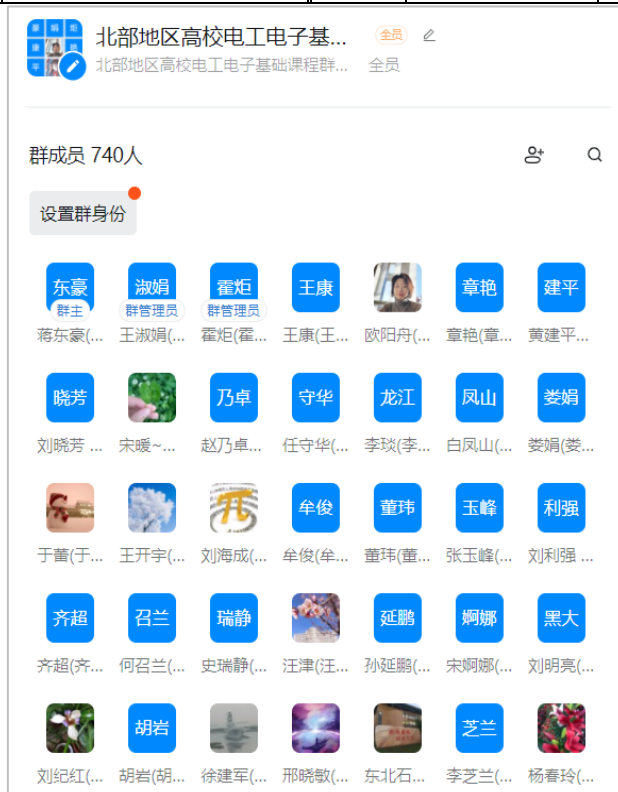 北部地区高校电工电子基... 全员
北部地区高校电工电子基础课程群... 全员
群成员 740人
设置群身份
东豪 淑娟 霍炬 王康 章艳 建平
群主 群管理员 群管理员
蒋东豪(... 王淑娟(... 霍炬(霍... 王康(王... 欧阳舟(... 章艳(章... 黄建平...
晓芳 乃卓 守华 龙江 凤山 娄娟
刘晓芳 ... 宋暖~... 赵乃卓... 任守华(... 李琰(李... 白凤山(... 娄娟(娄...
π 牟俊 董玮 玉峰 利强
于蕾(于... 王开宇(... 刘海成(... 牟俊(牟... 董玮(董... 张玉峰(... 刘利强 ...
齐超 召兰 瑞静 延鹏 婀娜 黑大
齐超(齐... 何召兰(... 史瑞静(... 汪津(汪... 孙延鹏(... 宋婀娜(... 刘明亮(...
胡岩 芝兰
刘纪红(... 胡岩(胡... 徐建军(... 邢晓敏(... 东北石... 李芝兰(... 杨春玲(...